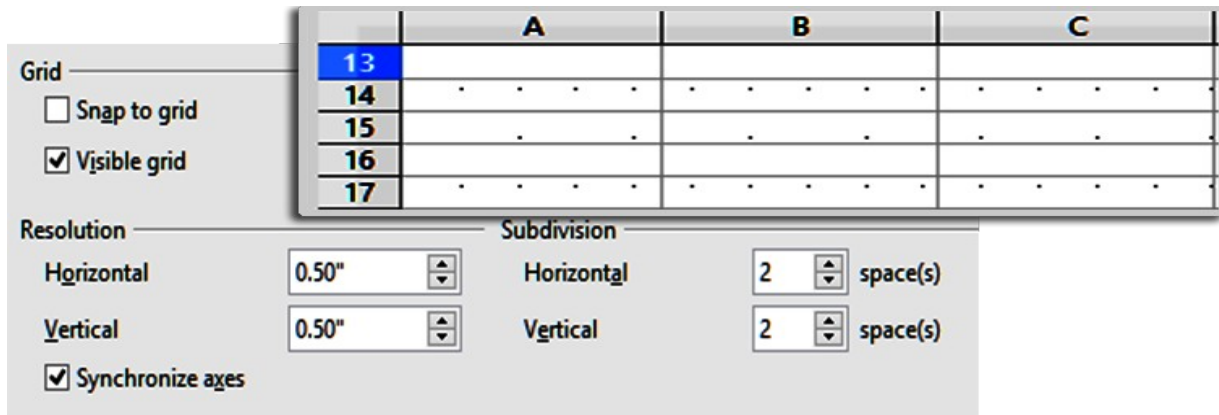 A B C
13
14
15
16
17
Grid
Snap to grid
Visible grid
Resolution
Horizontal 0.50"
Vertical 0.50"
Synchronize axes
Subdivision
Horizontal 2 space(s)
Vertical 2 space(s)